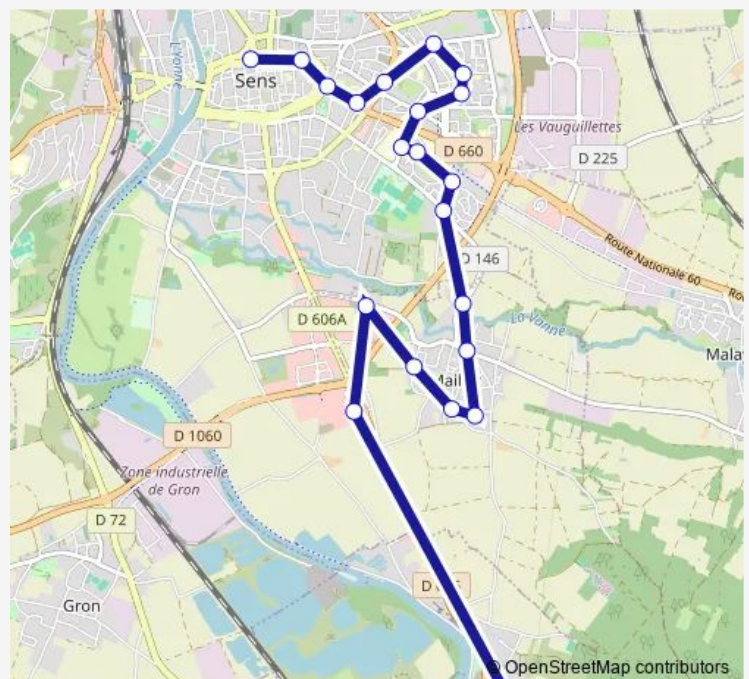 L'Yonne
Sens
Les Vauguillettes
D 660
D 225
Route Nationale 60
D 146
D 606A
La Vanne
Mail
Mala
D 1060
Zone industrielle
de Gron
D 72
Gron
© OpenStreetMap contributors